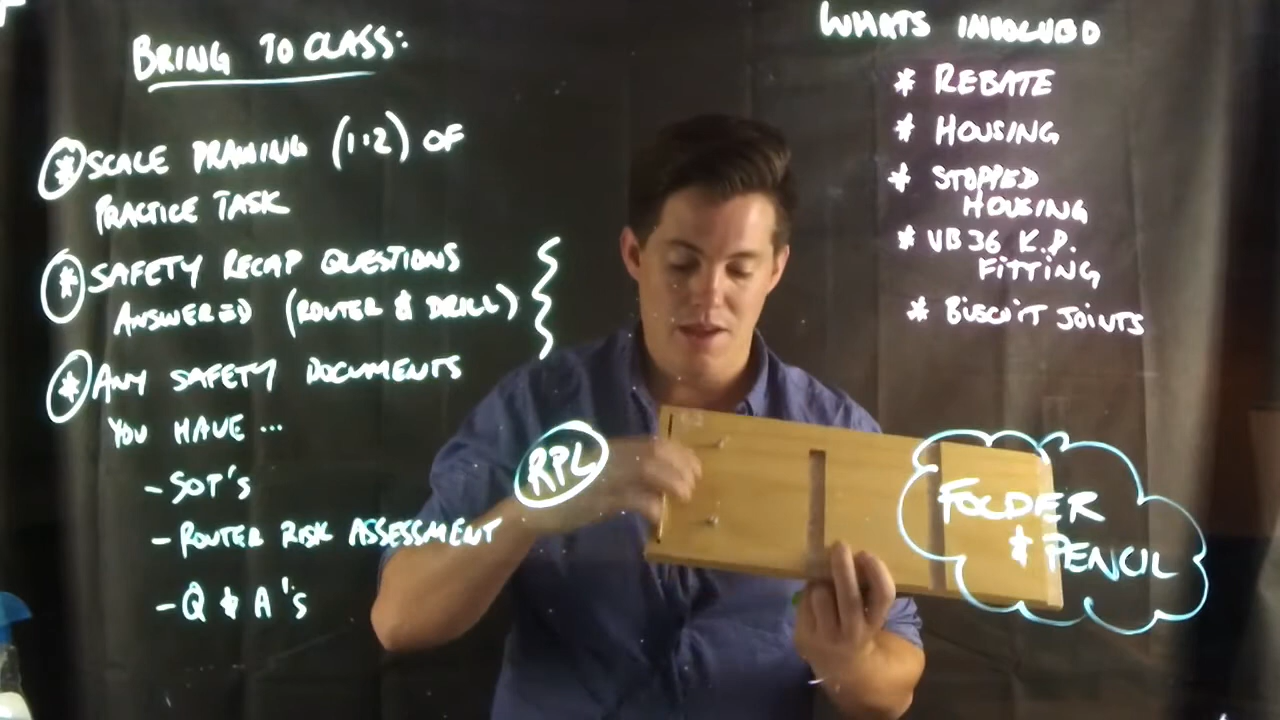 BRING TO CLASS:
* SCALE DRAWING (1:2) OF
PRACTICE TASK
* SAFETY RECAP QUESTIONS
ANSWERED (ROUTER & DRILL)
* ANY SAFETY DOCUMENTS
YOU HAVE ...
- SOP'S
- ROUTER RISK ASSESSMENT
- Q & A'S
RPL
WHATS INVOLVED
* REBATE
* HOUSING
* STOPPED
HOUSING
* VB36 K.D.
FITTING
* BISCUIT JOINTS
FOLDER
& PENCIL